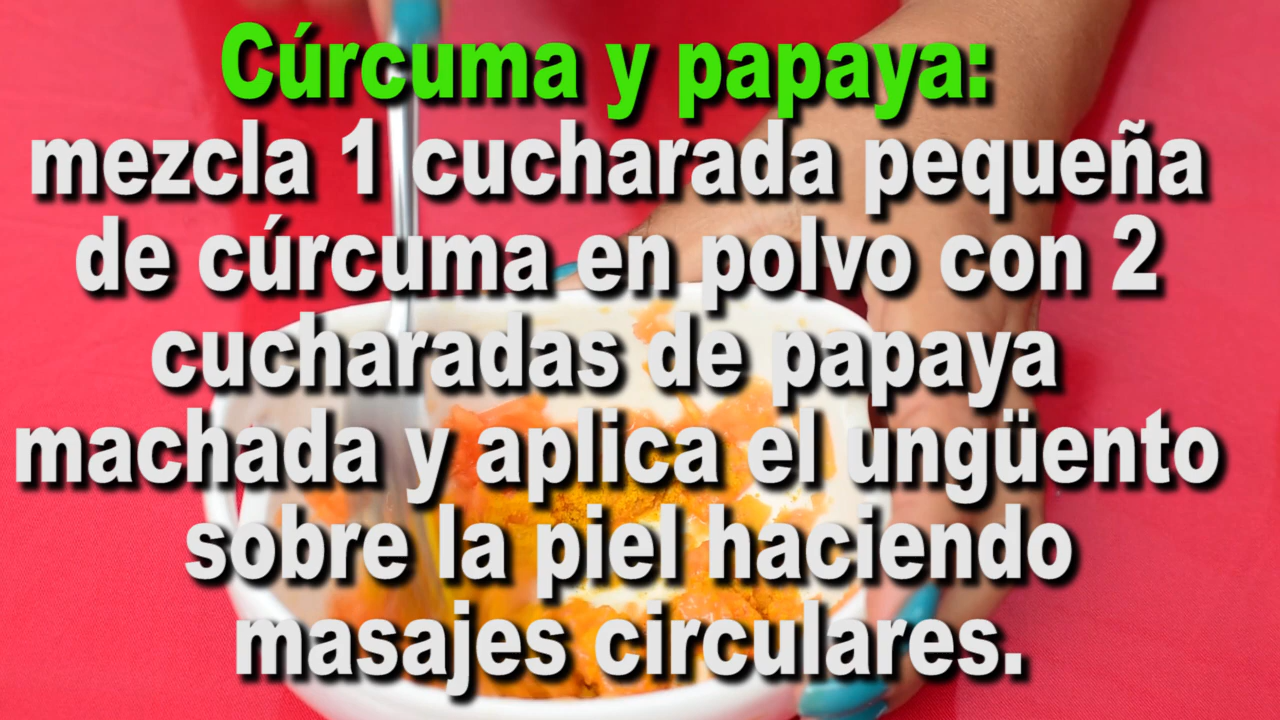 Cúrcuma y papaya:
mezcla 1 cucharada pequeña
de cúrcuma en polvo con 2
cucharadas de papaya
machada y aplica el ungüento
sobre la piel haciendo
masajes circulares.